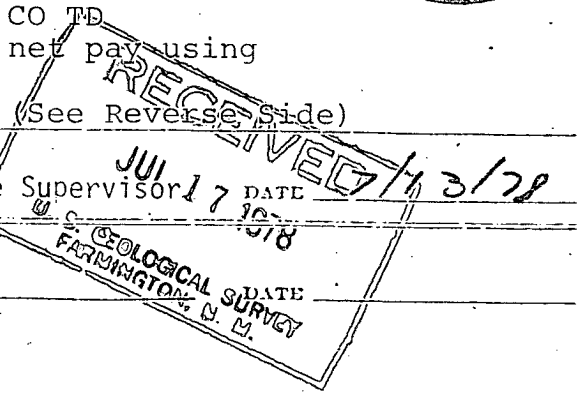 CO TD
net pay using
(See Reverse Side)
RECEIVED
e Supervisor DATE 7/13/78
JUL 17 1978
U. S. GEOLOGICAL SURVEY
FARMINGTON, N. M.
DATE